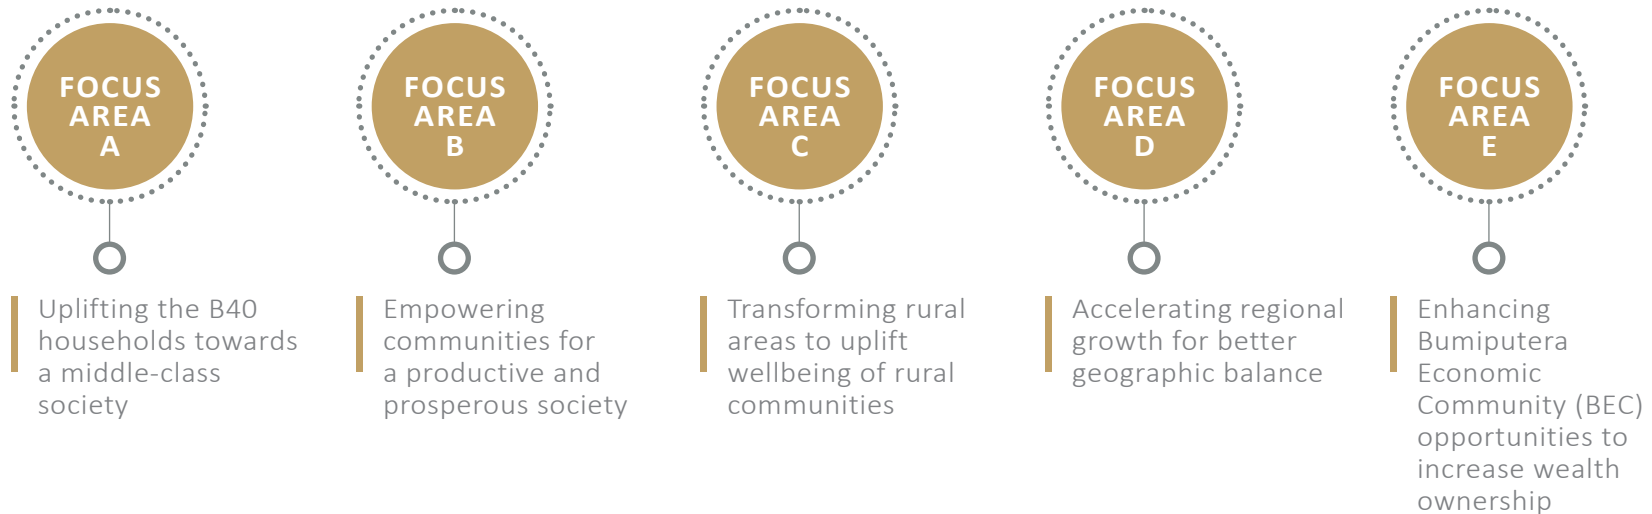 FOCUS
AREA
A
Uplifting the B40
households towards
a middle-class
society
FOCUS
AREA
B
Empowering
communities for
a productive and
prosperous society
FOCUS
AREA
C
Transforming rural
areas to uplift
wellbeing of rural
communities
FOCUS
AREA
D
Accelerating regional
growth for better
geographic balance
FOCUS
AREA
E
Enhancing
Bumiputera
Economic
Community (BEC)
opportunities to
increase wealth
ownership